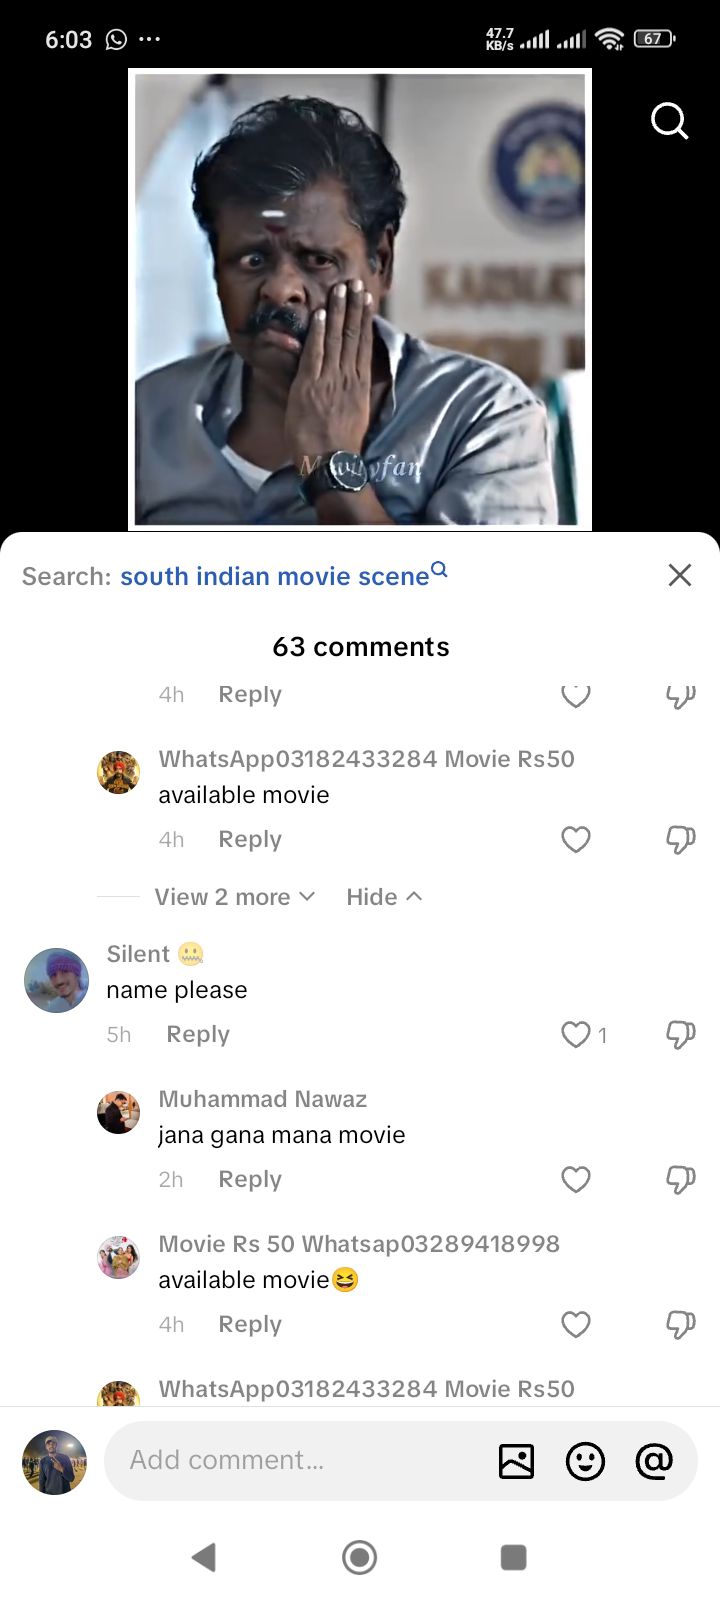 6:03
47.7
KB/s
67
KARNAT
Search: south indian movie scene
63 comments
4h Reply
WhatsApp03182433284 Movie Rs50
available movie
4h Reply
View 2 more Hide
Silent 🤐
name please
5h Reply 1
Muhammad Nawaz
jana gana mana movie
2h Reply
Movie Rs 50 Whatsap03289418998
available movie😆
4h Reply
WhatsApp03182433284 Movie Rs50
Add comment...